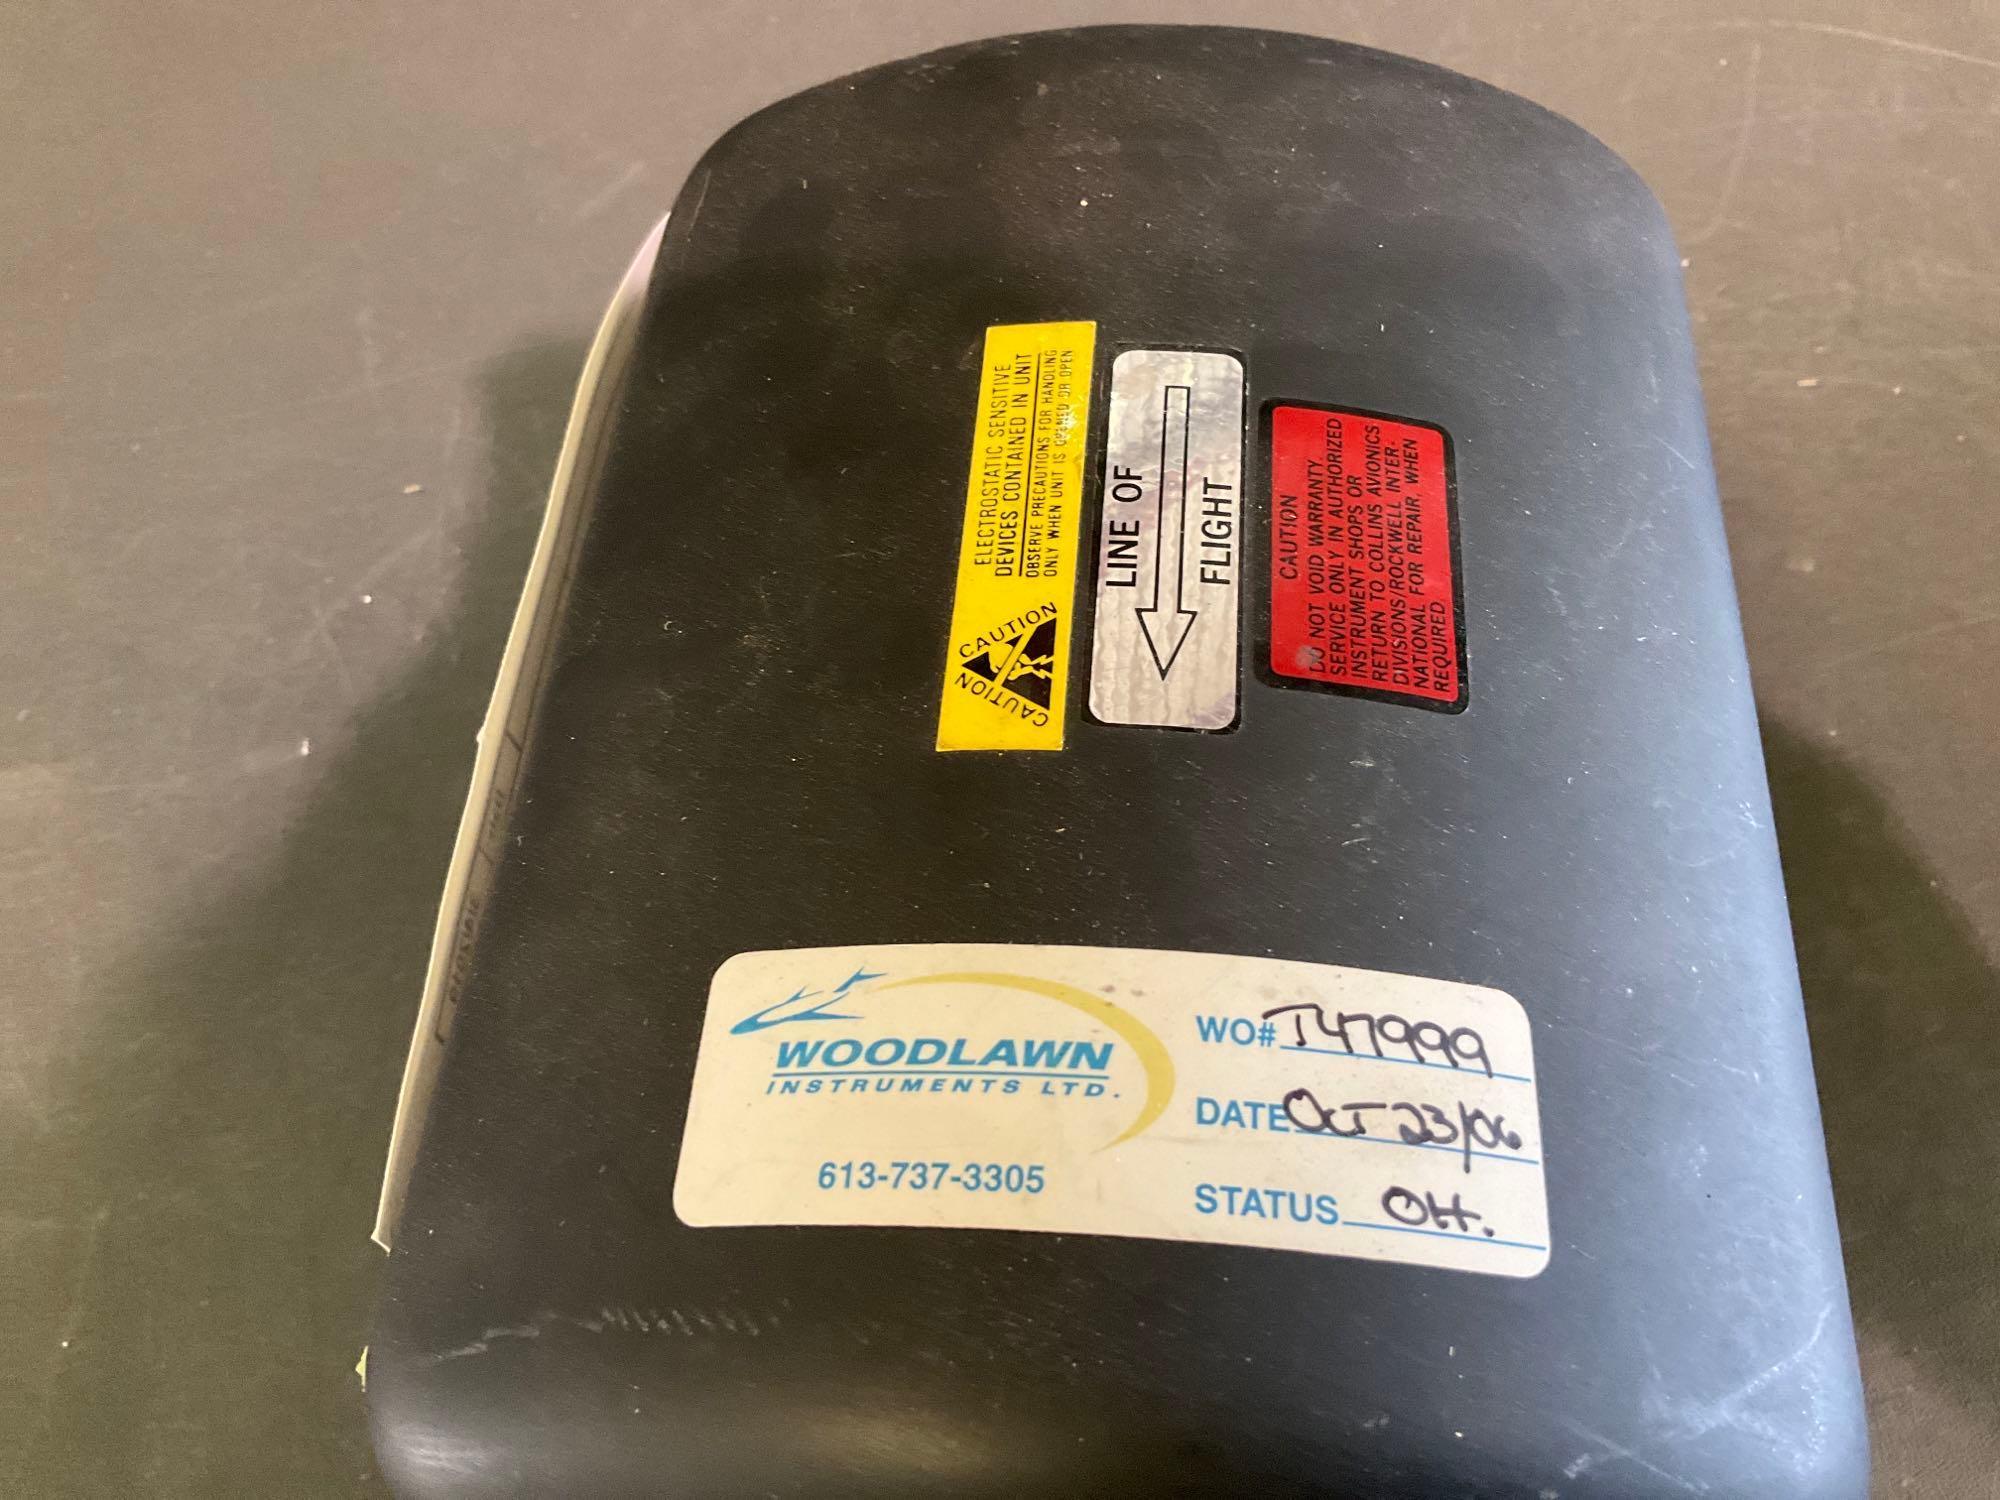 ELECTROSTATIC SENSITIVE
DEVICES CONTAINED IN UNIT
OBSERVE PRECAUTIONS FOR HANDLING
ONLY WHEN UNIT IS OPENED OR OPEN
CAUTION
CAUTION
LINE OF
FLIGHT
CAUTION
DO NOT VOID WARRANTY.
SERVICE ONLY IN AUTHORIZED
INSTRUMENT SHOPS OR
RETURN TO COLLINS AVIONICS
DIVISIONS/ROCKWELL INTER-
NATIONAL FOR REPAIR, WHEN
REQUIRED
WOODLAWN
INSTRUMENTS LTD.
613-737-3305
WO# T47999
DATE Oct 23/06
STATUS OH.